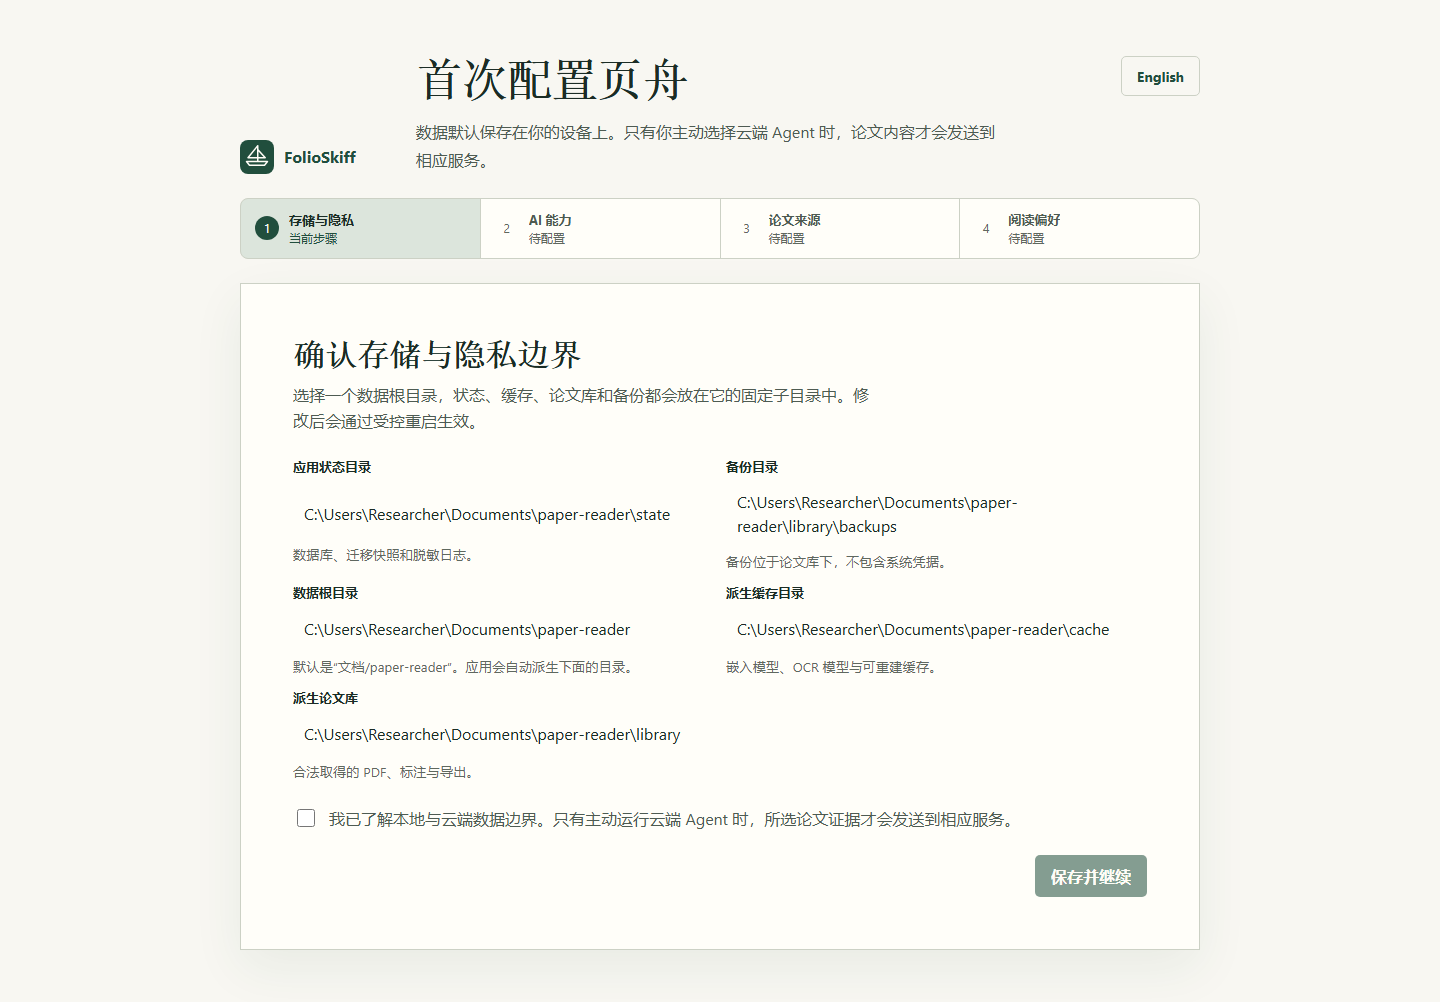 首次配置页舟
English
数据默认保存在你的设备上。只有你主动选择云端 Agent 时，论文内容才会发送到
相应服务。
FolioSkiff
1
存储与隐私
当前步骤
2
AI 能力
待配置
3
论文来源
待配置
4
阅读偏好
待配置
确认存储与隐私边界
选择一个数据根目录，状态、缓存、论文库和备份都会放在它的固定子目录中。修
改后会通过受控重启生效。
应用状态目录
C:\Users\Researcher\Documents\paper-reader\state
数据库、迁移快照和脱敏日志。
备份目录
C:\Users\Researcher\Documents\paper-
reader\library\backups
备份位于论文库下，不包含系统凭据。
数据根目录
C:\Users\Researcher\Documents\paper-reader
默认是“文档/paper-reader”。应用会自动派生下面的目录。
派生缓存目录
C:\Users\Researcher\Documents\paper-reader\cache
嵌入模型、OCR 模型与可重建缓存。
派生论文库
C:\Users\Researcher\Documents\paper-reader\library
合法取得的 PDF、标注与导出。
我已了解本地与云端数据边界。只有主动运行云端 Agent 时，所选论文证据才会发送到相应服务。
保存并继续